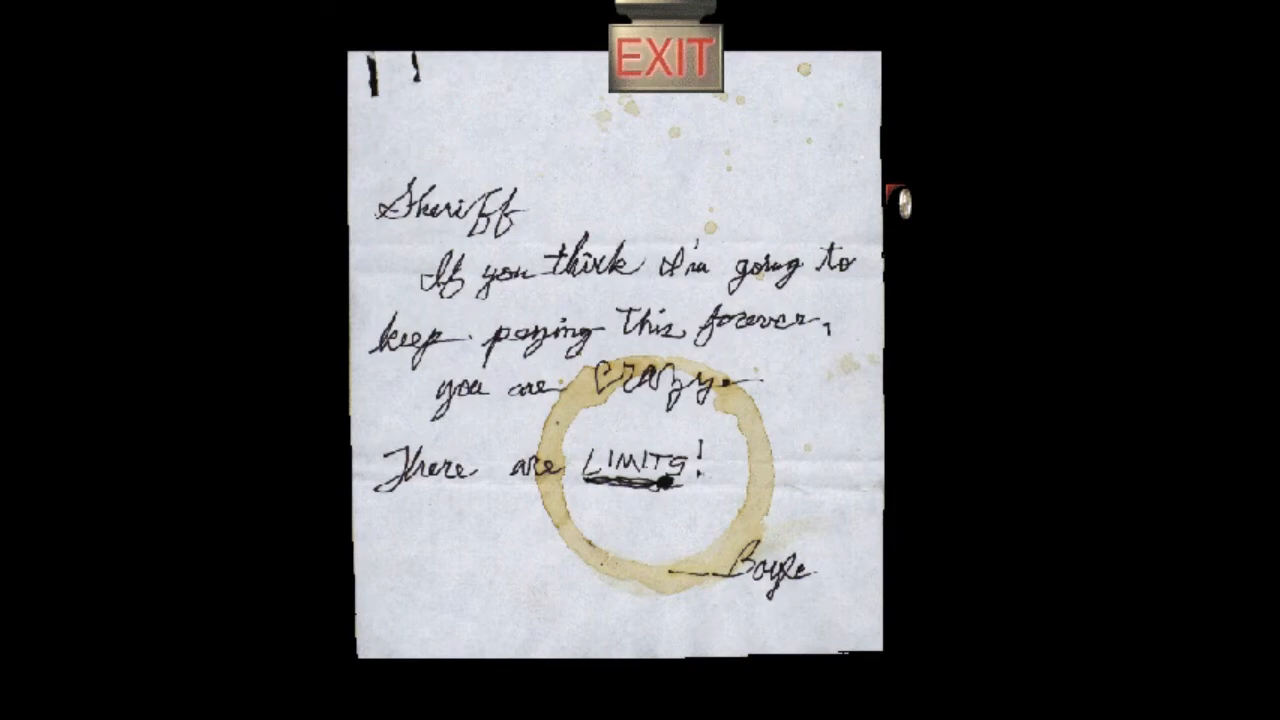 EXIT
Sheriff
If you think I'm going to
keep paying this forever,
you are crazy.
There are LIMITS!
—Boyle